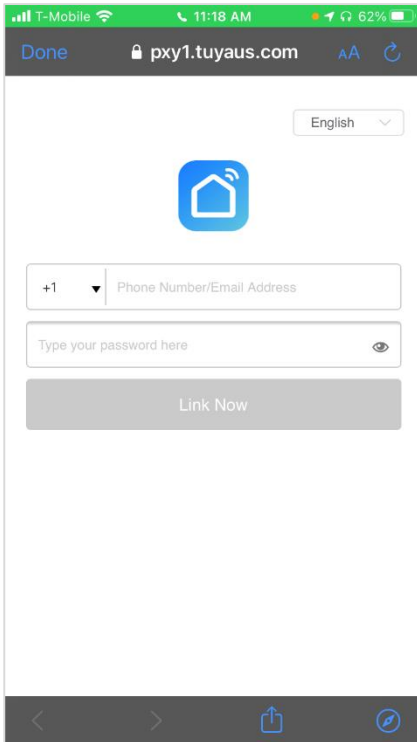 T-Mobile 11:18 AM 62%
Done pxy1.tuyaus.com AA
English
+1 Phone Number/Email Address
Type your password here
Link Now